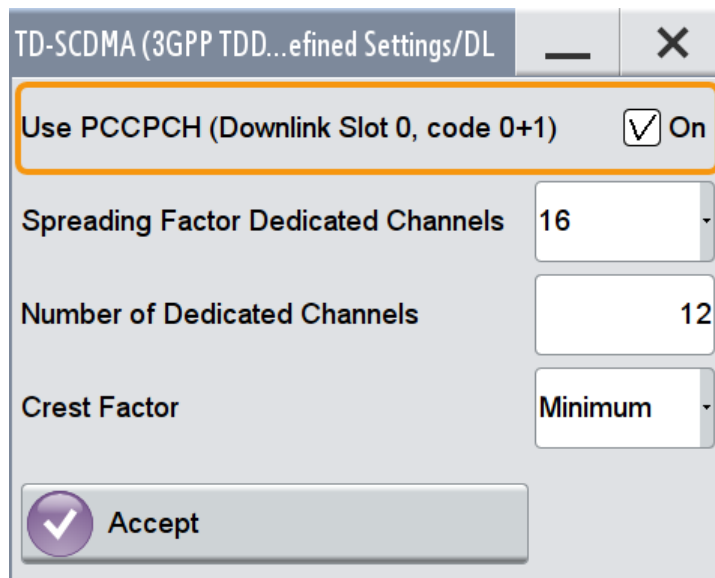 TD-SCDMA (3GPP TDD...efined Settings/DL
Use PCCPCH (Downlink Slot 0, code 0+1) On
Spreading Factor Dedicated Channels 16
Number of Dedicated Channels 12
Crest Factor Minimum
Accept